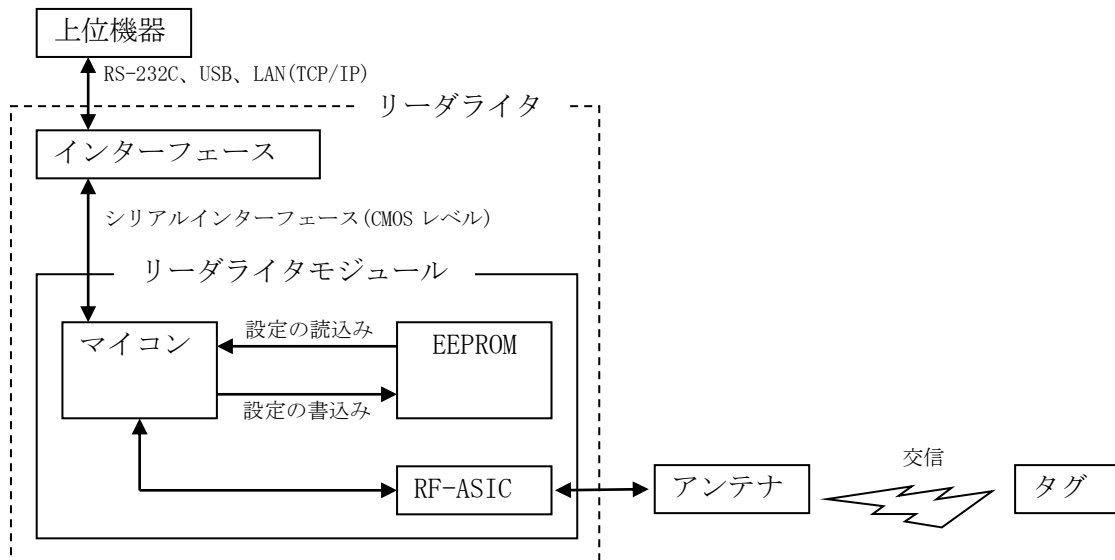 上位機器
RS-232C、USB、LAN(TCP/IP)
リーダライタ
インターフェース
シリアルインターフェース(CMOS レベル)
リーダライタモジュール
マイコン
設定の読込み
EEPROM
設定の書込み
RF-ASIC
アンテナ
交信
タグ